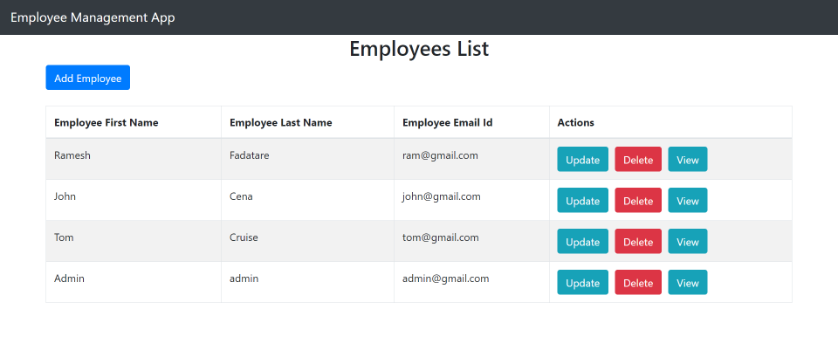 Employee Management App
Employees List
Add Employee
Employee First Name Employee Last Name Employee Email Id Actions
Ramesh Fadatare ram@gmail.com Update Delete View
John Cena john@gmail.com Update Delete View
Tom Cruise tom@gmail.com Update Delete View
Admin admin admin@gmail.com Update Delete View